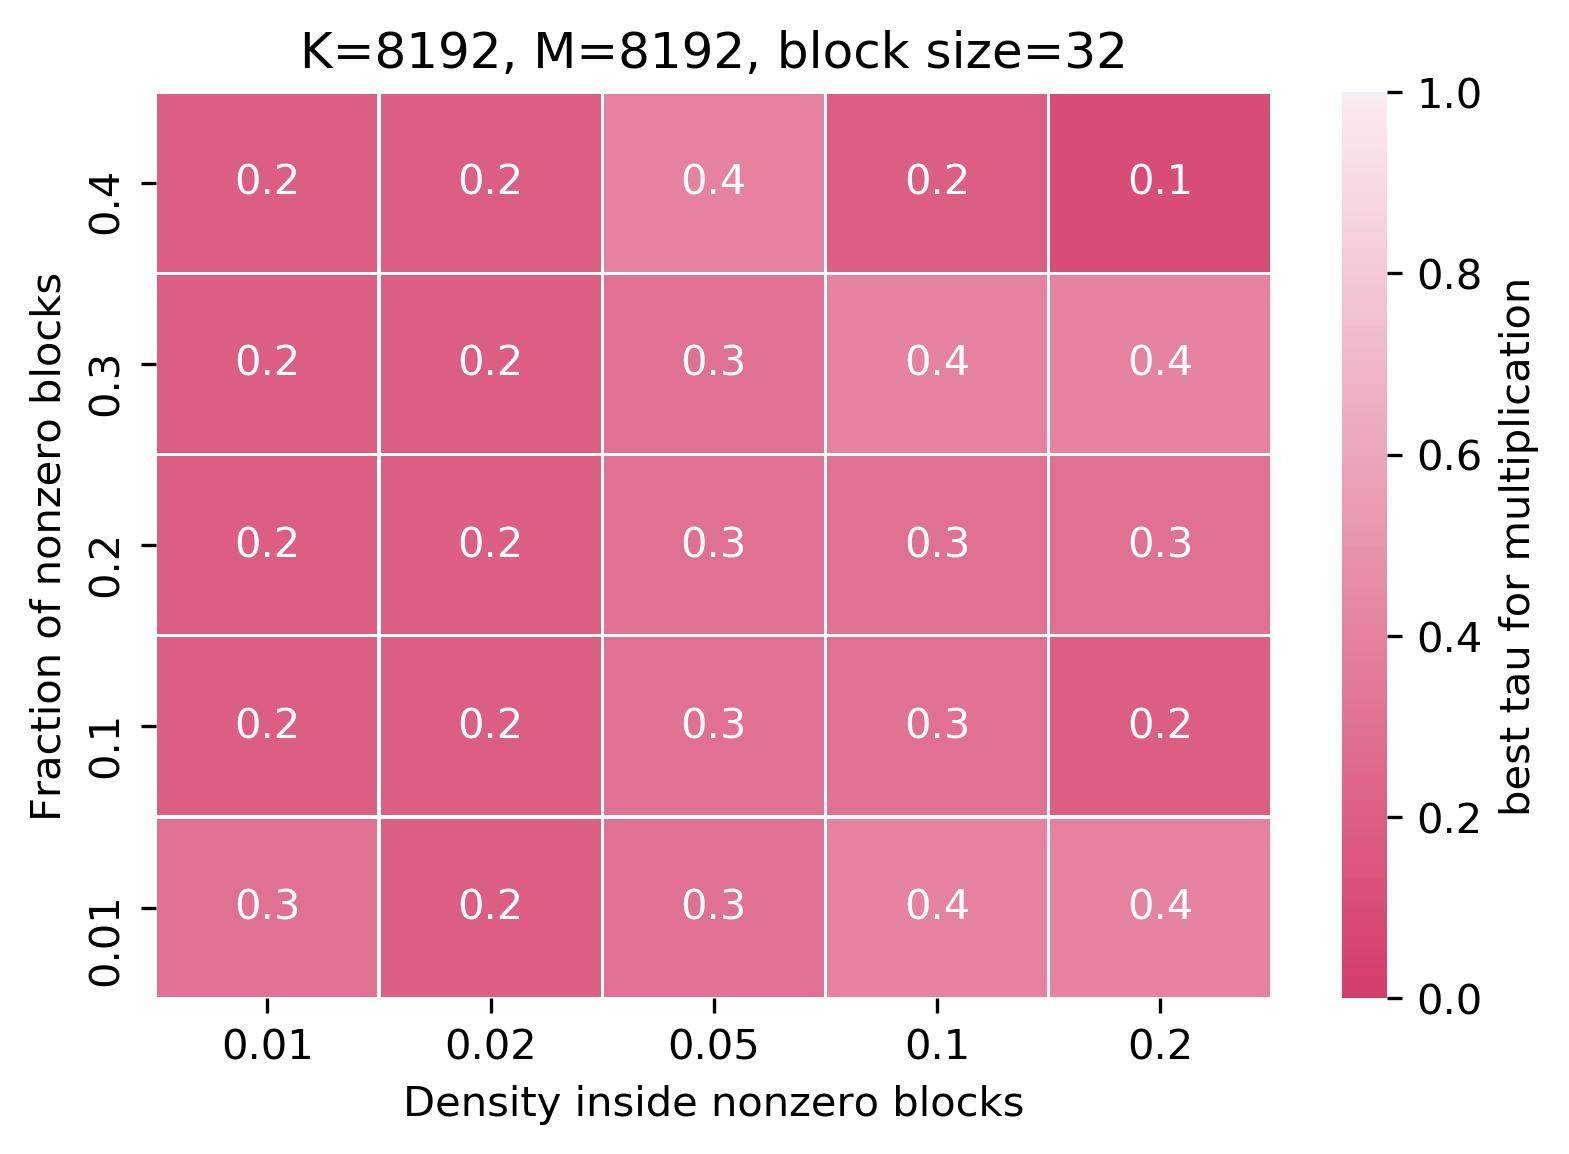 K=8192, M=8192, block size=32
Fraction of nonzero blocks
0.4
0.2 0.2 0.4 0.2 0.1
0.3
0.2 0.2 0.3 0.4 0.4
0.2
0.2 0.2 0.3 0.3 0.3
0.1
0.2 0.2 0.3 0.3 0.2
0.01
0.3 0.2 0.3 0.4 0.4
0.01 0.02 0.05 0.1 0.2
Density inside nonzero blocks
1.0
0.8
0.6
0.4
0.2
0.0
best tau for multiplication